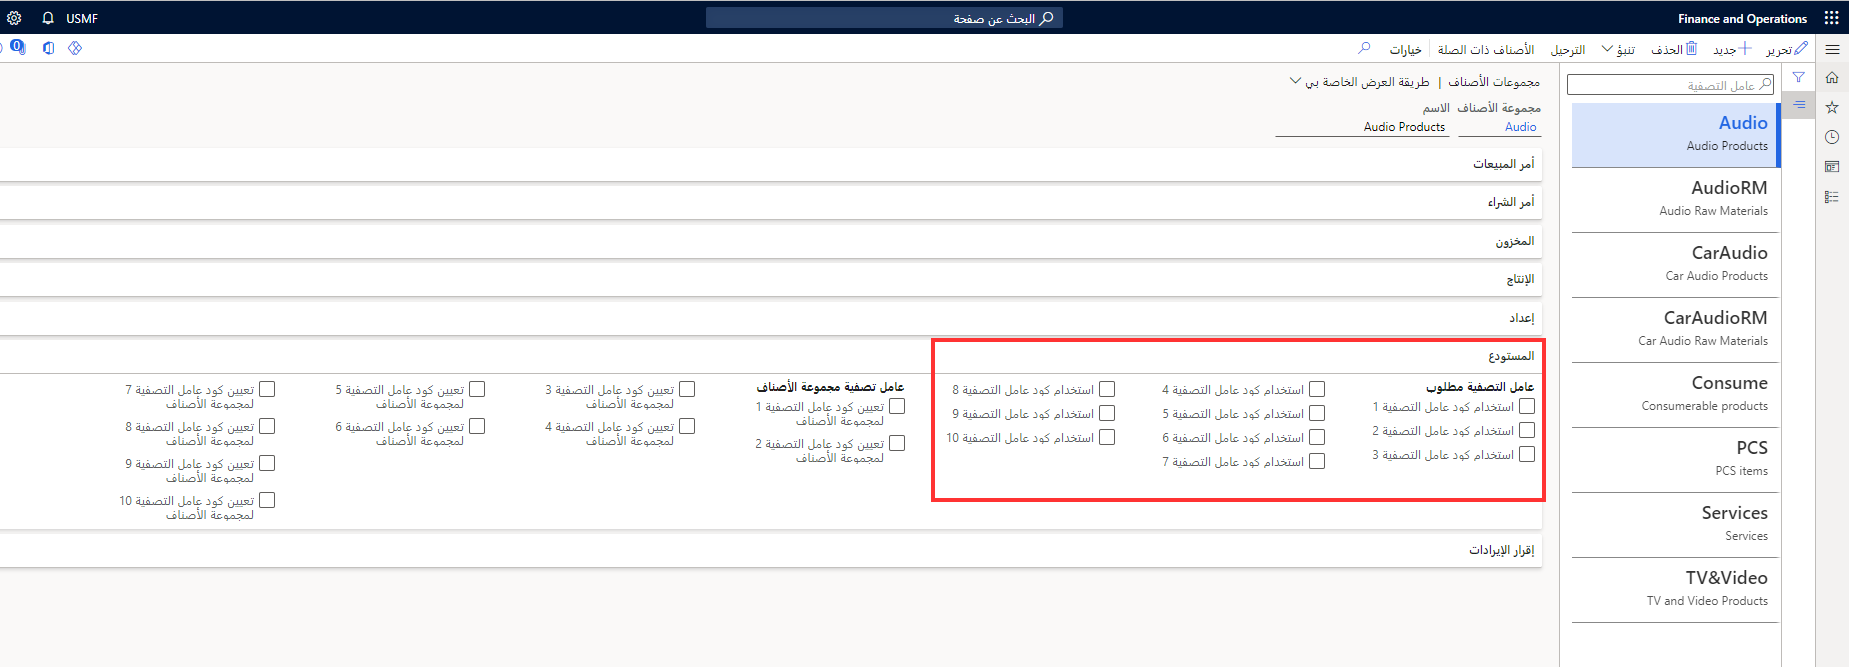 Finance and Operations
البحث عن صفحة
USMF
تحرير
جديد
الحذف
تنبؤ
الترحيل
الأصناف ذات الصلة
خيارات
0
عامل التصفية
Audio
Audio Products
AudioRM
Audio Raw Materials
CarAudio
Car Audio Products
CarAudioRM
Car Audio Raw Materials
Consume
Consumerable products
PCS
PCS items
Services
Services
TV&Video
TV and Video Products
مجموعات الأصناف | طريقة العرض الخاصة بي
مجموعة الأصناف
Audio
الاسم
Audio Products
أمر المبيعات
أمر الشراء
المخزون
الإنتاج
إعداد
المستودع
عامل التصفية مطلوب
استخدام كود عامل التصفية 1
استخدام كود عامل التصفية 2
استخدام كود عامل التصفية 3
استخدام كود عامل التصفية 4
استخدام كود عامل التصفية 5
استخدام كود عامل التصفية 6
استخدام كود عامل التصفية 7
استخدام كود عامل التصفية 8
استخدام كود عامل التصفية 9
استخدام كود عامل التصفية 10
عامل تصفية مجموعة الأصناف
تعيين كود عامل التصفية 1
لمجموعة الأصناف
تعيين كود عامل التصفية 2
لمجموعة الأصناف
تعيين كود عامل التصفية 3
لمجموعة الأصناف
تعيين كود عامل التصفية 4
لمجموعة الأصناف
تعيين كود عامل التصفية 5
لمجموعة الأصناف
تعيين كود عامل التصفية 6
لمجموعة الأصناف
تعيين كود عامل التصفية 7
لمجموعة الأصناف
تعيين كود عامل التصفية 8
لمجموعة الأصناف
تعيين كود عامل التصفية 9
لمجموعة الأصناف
تعيين كود عامل التصفية 10
لمجموعة الأصناف
إقرار الإيرادات